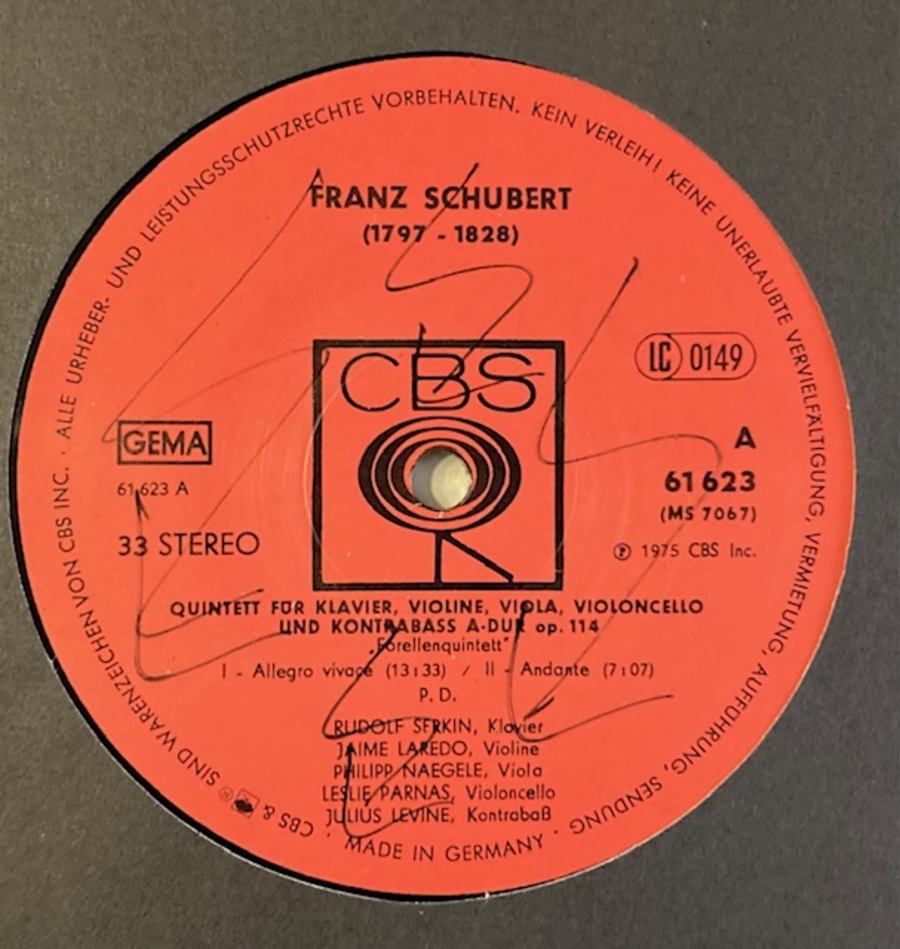 ALLE URHEBER- UND LEISTUNGSSCHUTZRECHTE VORBEHALTEN. KEIN VERLEIH! KEINE UNERLAUBTE VERVIELFÄLTIGUNG, VERMIETUNG, AUFFÜHRUNG, SENDUNG
FRANZ SCHUBERT
(1797 - 1828)
CBS
LC 0149
GEMA
A
61 623 A
61 623
(MS 7067)
33 STEREO
℗ 1975 CBS Inc.
QUINTETT FÜR KLAVIER, VIOLINE, VIOLA, VIOLONCELLO
UND KONTRABASS A-DUR op. 114
„Forellenquintett"
I - Allegro vivace (13:33) / II - Andante (7:07)
P.D.
RUDOLF SERKIN, Klavier
JAIME LAREDO, Violine
PHILIPP NAEGELE, Viola
LESLIE PARNAS, Violoncello
JULIUS LEVINE, Kontrabaß
· MADE IN GERMANY ·
CBS & ® SIND WARENZEICHEN VON CBS INC. ·